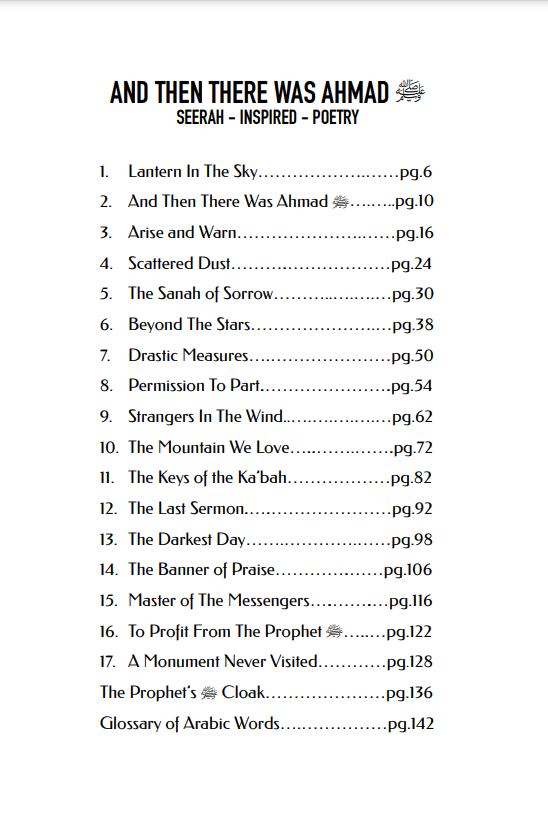 AND THEN THERE WAS AHMAD ﷺ
SEERAH - INSPIRED - POETRY
1. Lantern In The Sky.......................pg.6
2. And Then There Was Ahmad ﷺ.........pg.10
3. Arise and Warn..........................pg.16
4. Scattered Dust...........................pg.24
5. The Sanah of Sorrow....................pg.30
6. Beyond The Stars.......................pg.38
7. Drastic Measures.......................pg.50
8. Permission To Part......................pg.54
9. Strangers In The Wind..................pg.62
10. The Mountain We Love.................pg.72
11. The Keys of the Ka'bah.................pg.82
12. The Last Sermon.......................pg.92
13. The Darkest Day.......................pg.98
14. The Banner of Praise..................pg.106
15. Master of The Messengers.............pg.116
16. To Profit From The Prophet ﷺ.......pg.122
17. A Monument Never Visited...........pg.128
The Prophet's ﷺ Cloak....................pg.136
Glossary of Arabic Words.................pg.142